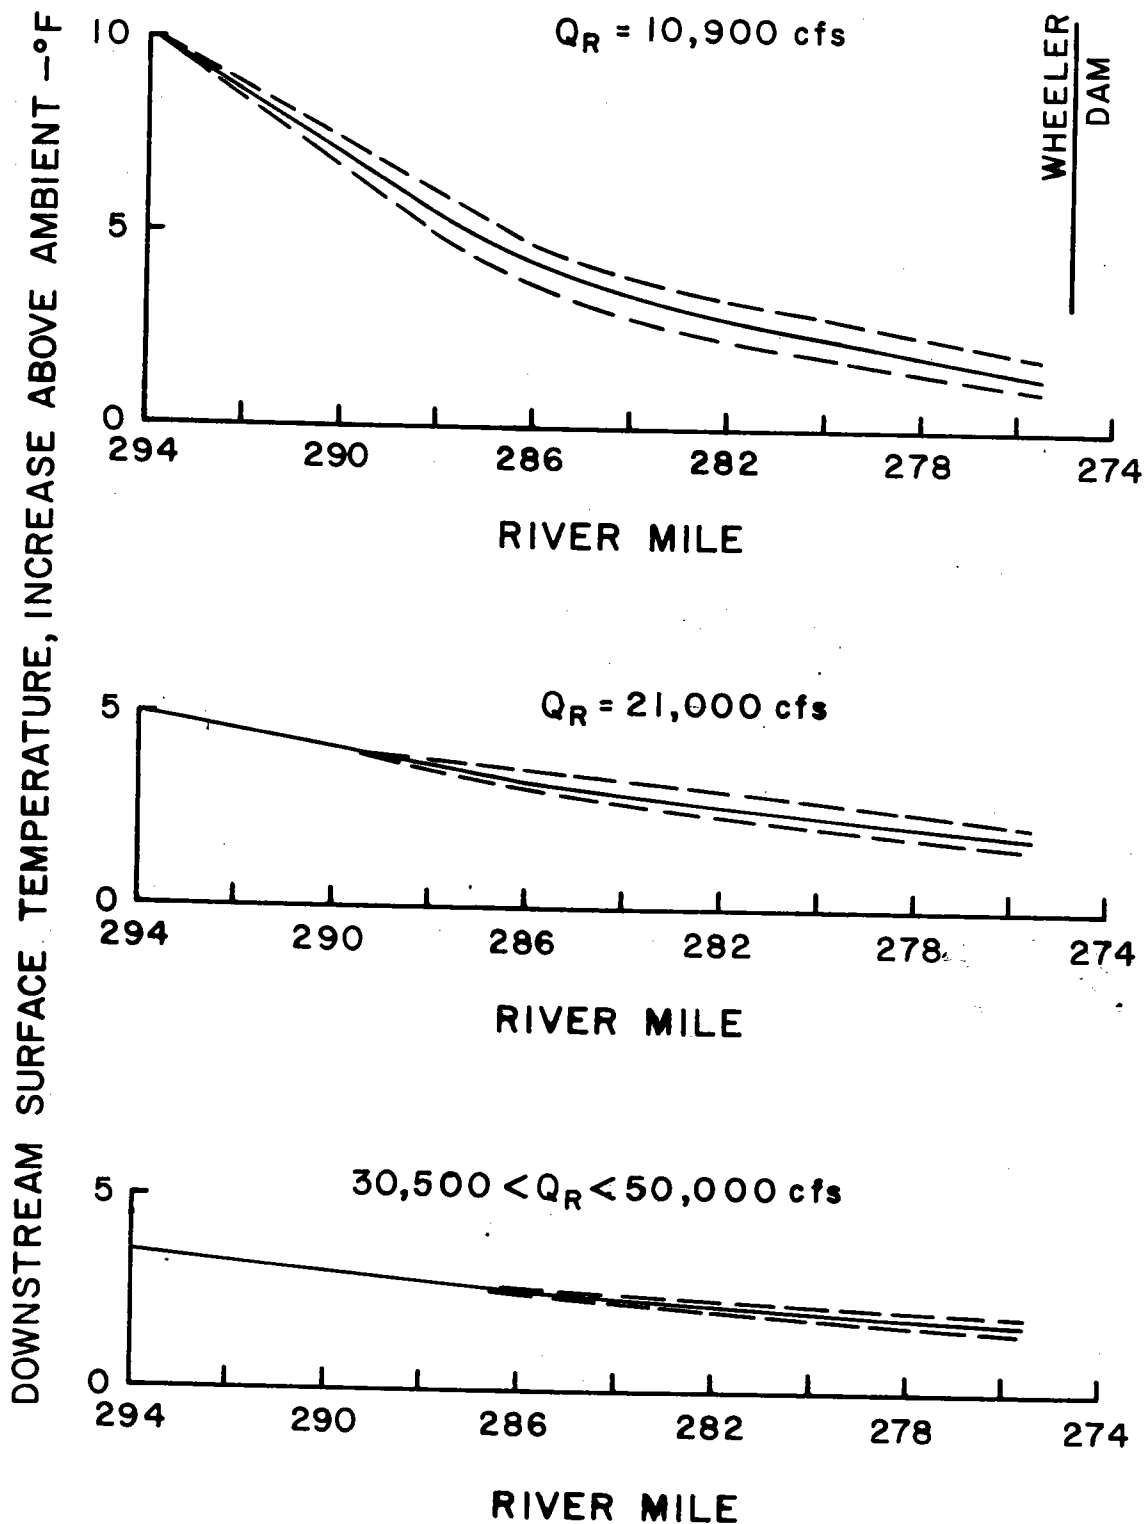 DOWNSTREAM SURFACE TEMPERATURE, INCREASE ABOVE AMBIENT -°F
Q_R = 10,900 cfs
WHEELER
DAM
10
5
0
294 290 286 282 278 274
RIVER MILE
Q_R = 21,000 cfs
5
0
294 290 286 282 278 274
RIVER MILE
30,500 < Q_R < 50,000 cfs
5
0
294 290 286 282 278 274
RIVER MILE